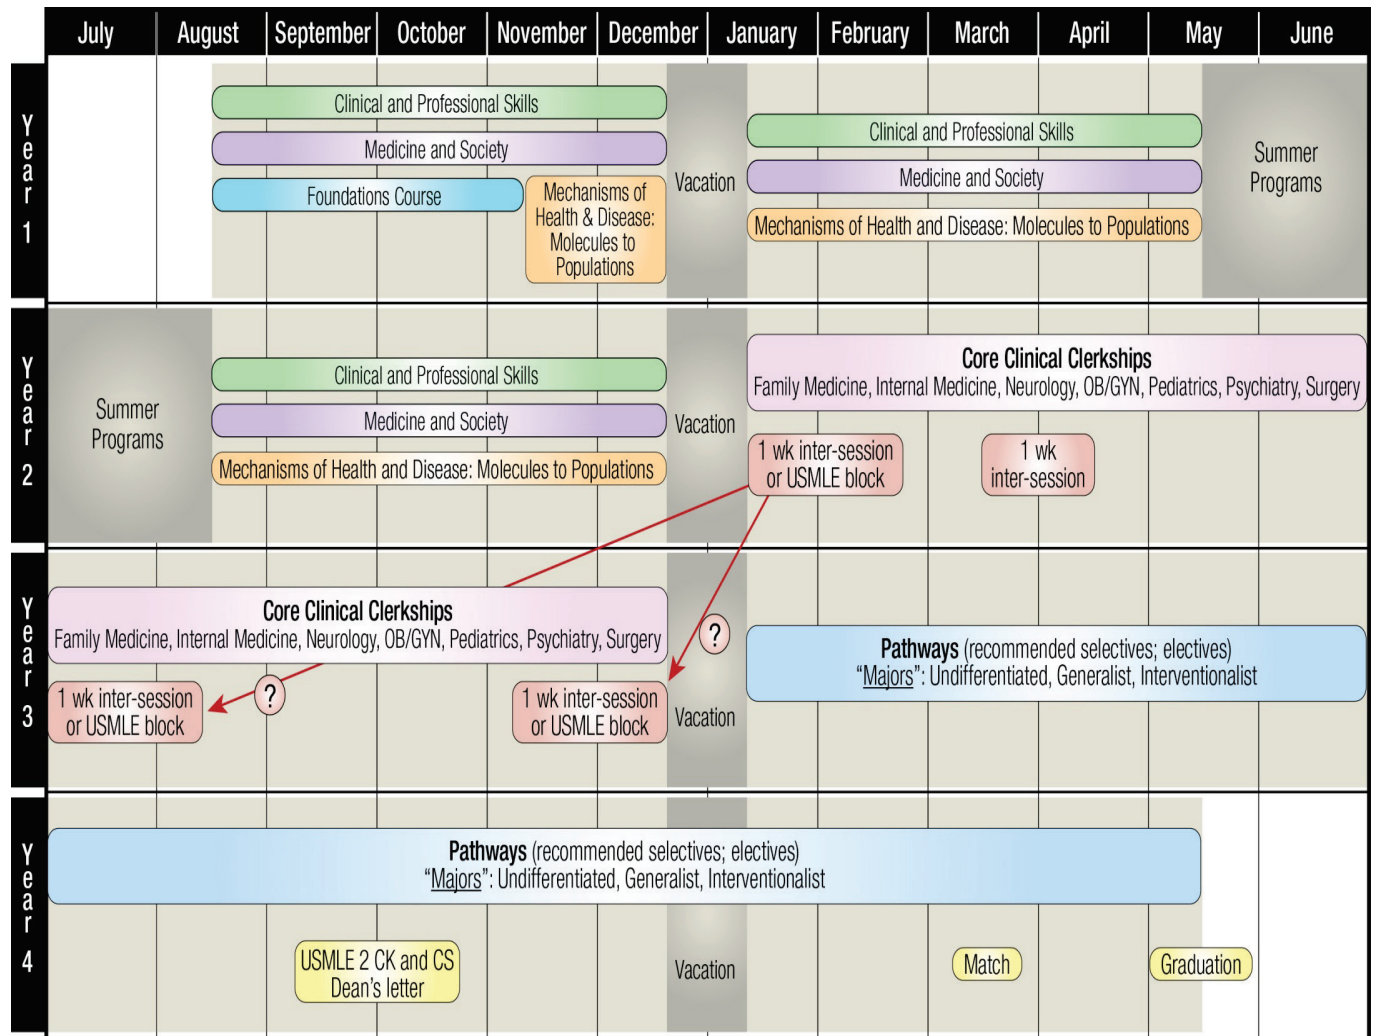 July August September October November December January February March April May June
Year 1
Clinical and Professional Skills
Medicine and Society
Foundations Course
Mechanisms of
Health & Disease:
Molecules to
Populations
Vacation
Clinical and Professional Skills
Medicine and Society
Mechanisms of Health and Disease: Molecules to Populations
Summer
Programs
Year 2
Summer
Programs
Clinical and Professional Skills
Medicine and Society
Mechanisms of Health and Disease: Molecules to Populations
Vacation
Core Clinical Clerkships
Family Medicine, Internal Medicine, Neurology, OB/GYN, Pediatrics, Psychiatry, Surgery
1 wk inter-session
or USMLE block
1 wk
inter-session
Year 3
Core Clinical Clerkships
Family Medicine, Internal Medicine, Neurology, OB/GYN, Pediatrics, Psychiatry, Surgery
1 wk inter-session
or USMLE block
?
1 wk inter-session
or USMLE block
?
Vacation
Pathways (recommended selectives; electives)
“Majors”: Undifferentiated, Generalist, Interventionalist
Year 4
Pathways (recommended selectives; electives)
“Majors”: Undifferentiated, Generalist, Interventionalist
USMLE 2 CK and CS
Dean’s letter
Vacation
Match
Graduation